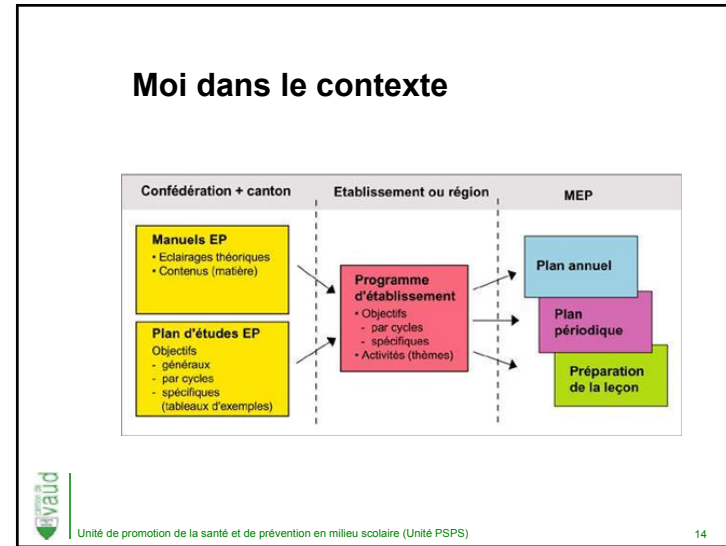 Moi dans le contexte
Confédération + canton
Etablissement ou région
MEP
Manuels EP
• Eclairages théoriques
• Contenus (matière)
Plan d'études EP
Objectifs
- généraux
- par cycles
- spécifiques
(tableaux d'exemples)
Programme
d'établissement
• Objectifs
- par cycles
- spécifiques
• Activités (thèmes)
Plan annuel
Plan
périodique
Préparation
de la leçon
canton de
vaud
Unité de promotion de la santé et de prévention en milieu scolaire (Unité PSPS)
14